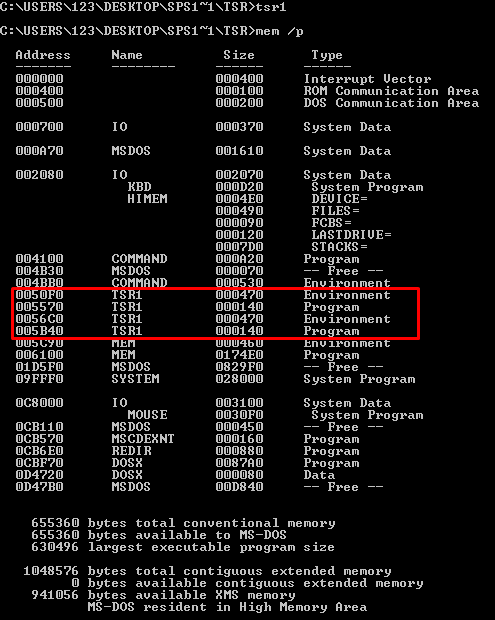 C:\USERS\123\DESKTOP\SPS1~1\TSR>tsr1
C:\USERS\123\DESKTOP\SPS1~1\TSR>mem /p
Address Name Size Type
------- -------- ------ ------
000000 000400 Interrupt Vector
000400 000100 ROM Communication Area
000500 000200 DOS Communication Area
000700 IO 000370 System Data
000A70 MSDOS 001610 System Data
002080 IO 002070 System Data
KBD 000D20 System Program
HIMEM 0004E0 DEVICE=
000490 FILES=
000090 FCBS=
000120 LASTDRIVE=
0007D0 STACKS=
004100 COMMAND 000A20 Program
004B30 MSDOS 000070 -- Free --
004BB0 COMMAND 000530 Environment
0050F0 TSR1 000470 Environment
005570 TSR1 000140 Program
0056C0 TSR1 000470 Environment
005B40 TSR1 000140 Program
005C90 MEM 000460 Environment
006100 MEM 0174E0 Program
01D5F0 MSDOS 0829F0 -- Free --
09FFF0 SYSTEM 028000 System Program
0C8000 IO 003100 System Data
MOUSE 0030F0 System Program
0CB110 MSDOS 000450 -- Free --
0CB570 MSCDEXNT 000160 Program
0CB6E0 REDIR 000880 Program
0CBF70 DOSX 0087A0 Program
0D4720 DOSX 000080 Data
0D47B0 MSDOS 00D840 -- Free --
655360 bytes total conventional memory
655360 bytes available to MS-DOS
630496 largest executable program size
1048576 bytes total contiguous extended memory
0 bytes available contiguous extended memory
941056 bytes available XMS memory
MS-DOS resident in High Memory Area